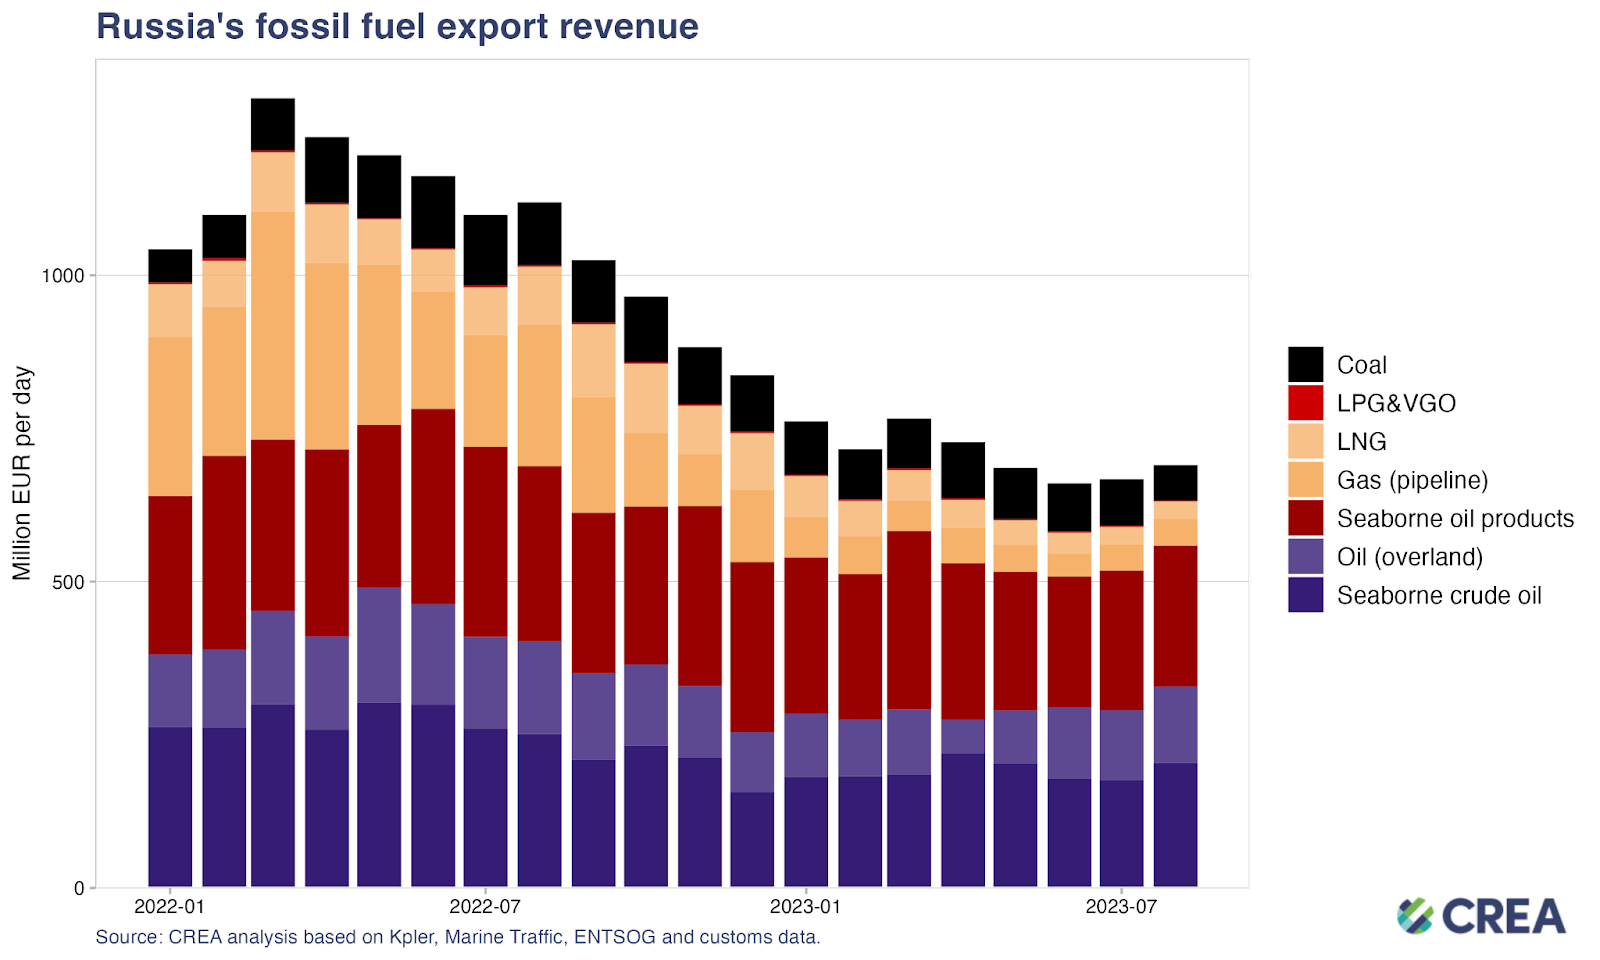 Russia's fossil fuel export revenue
Million EUR per day
1000
500
0
2022-01
2022-07
2023-01
2023-07
Coal
LPG&VGO
LNG
Gas (pipeline)
Seaborne oil products
Oil (overland)
Seaborne crude oil
Source: CREA analysis based on Kpler, Marine Traffic, ENTSOG and customs data.
CREA